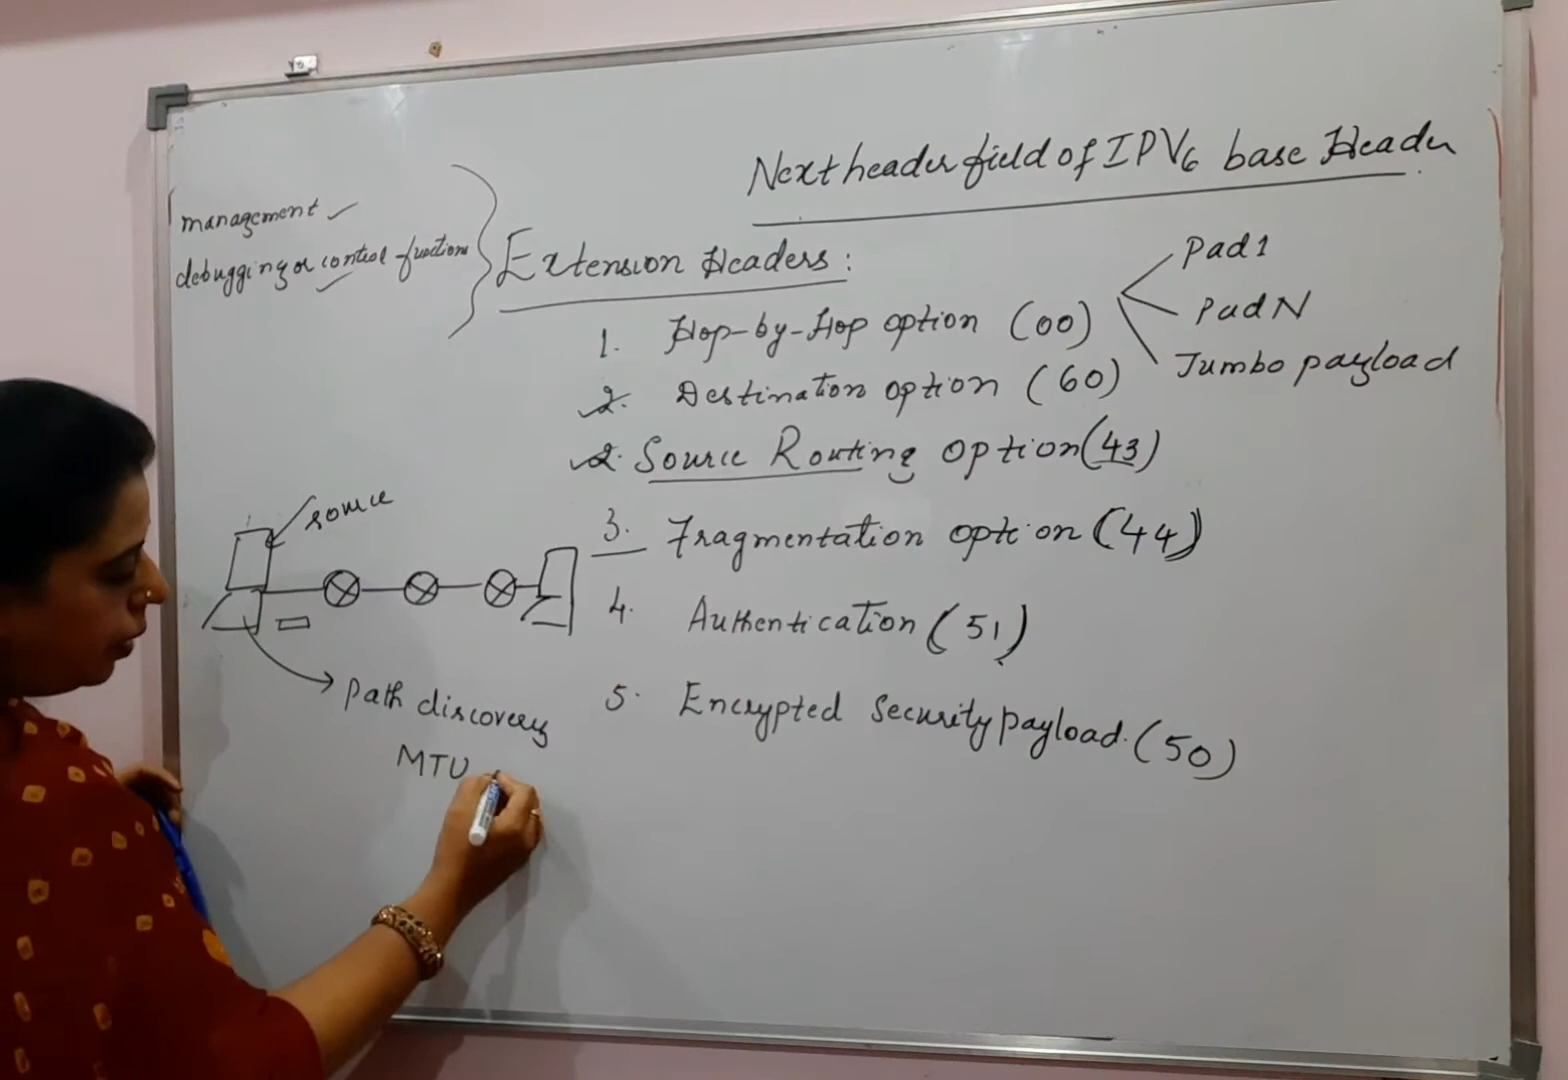 Next header field of IPV6 base Header
management
debugging or control functions
Extension Headers:
1. Hop-by-Hop option (00)
Pad1
PadN
Jumbo payload
2. Destination option (60)
2. Source Routing option (43)
3. Fragmentation option (44)
4. Authentication (51)
5. Encrypted Security payload. (50)
source
path discovery
MTU